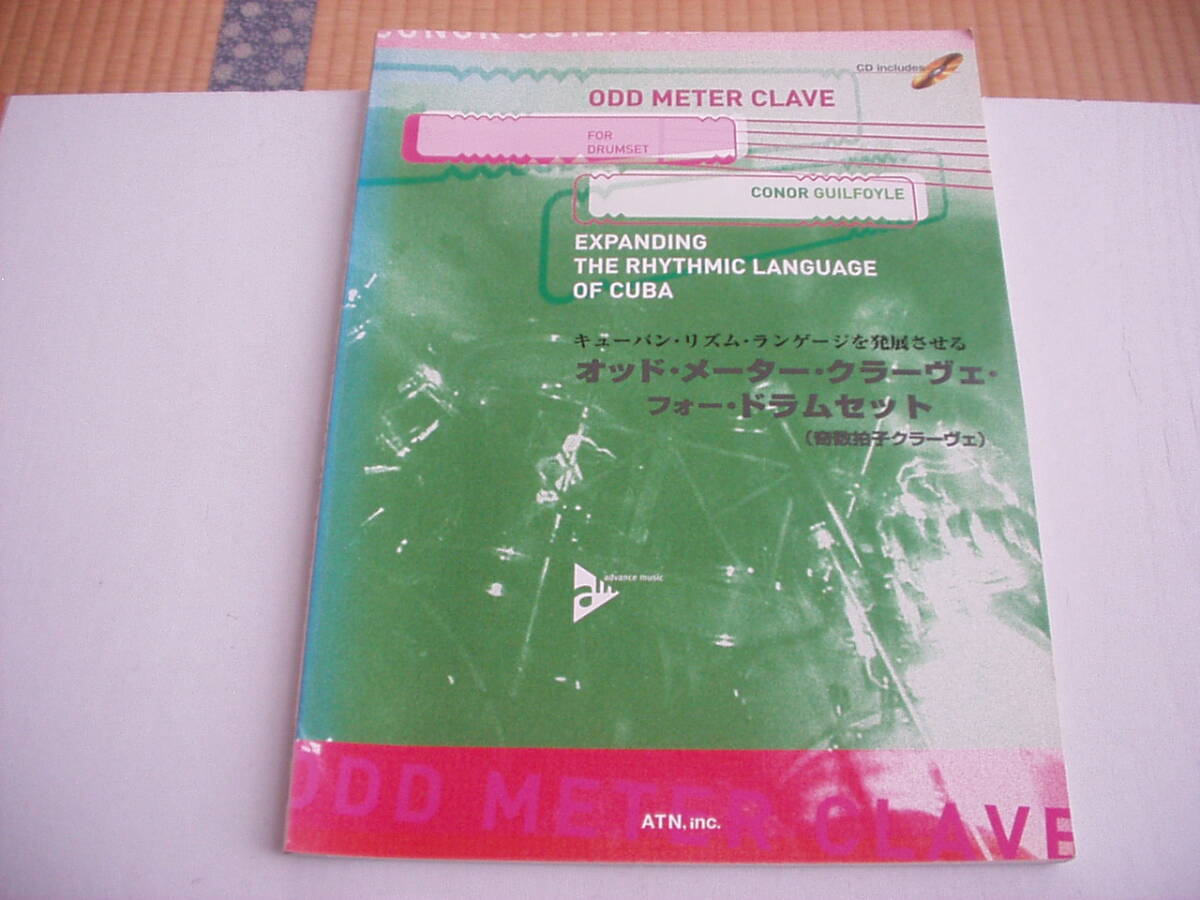 CONOR GUILFOYLE
CD includes
ODD METER CLAVE
FOR
DRUMSET
CONOR GUILFOYLE
EXPANDING
THE RHYTHMIC LANGUAGE
OF CUBA
キューバン・リズム・ランゲージを発展させる
オッド・メーター・クラーヴェ・
フォー・ドラムセット
(奇数拍子クラーヴェ)
advance music
am
ODD METER CLAVE
ATN, inc.